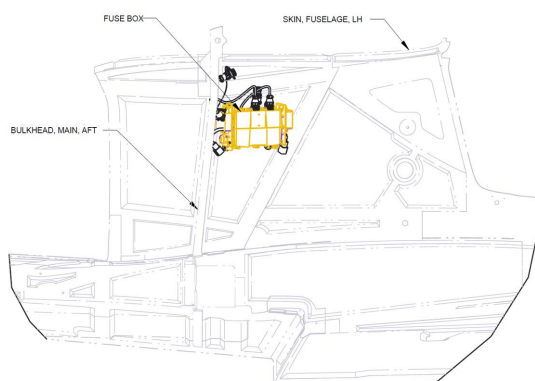 FUSE BOX
SKIN, FUSELAGE, LH
BULKHEAD, MAIN, AFT